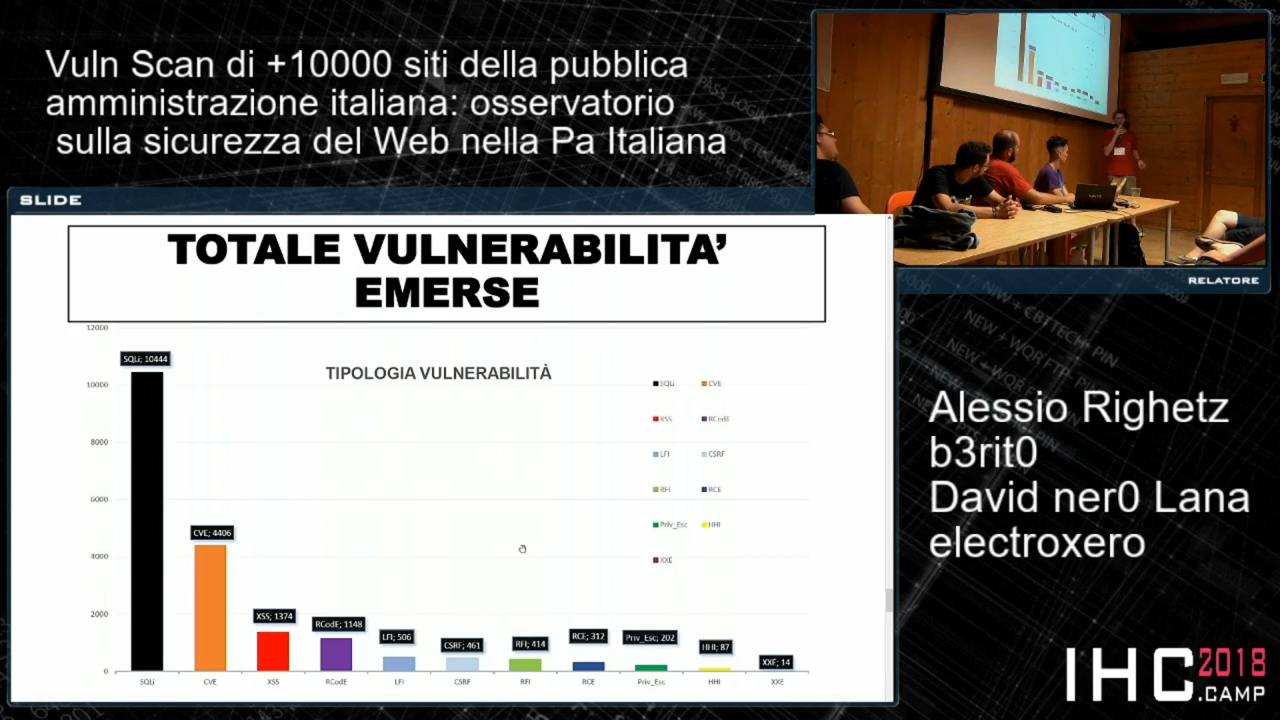 Vuln Scan di +10000 siti della pubblica
amministrazione italiana: osservatorio
sulla sicurezza del Web nella Pa Italiana
SLIDE
TOTALE VULNERABILITA'
EMERSE
TIPOLOGIA VULNERABILITÀ
12000
10000
8000
6000
4000
2000
0
SQLi; 10444
CVE; 4406
XSS; 1374
RCodE; 1148
LFI; 506
CSRF; 461
RFI; 414
RCE; 317
Priv_Esc; 202
HHI; 87
XXE; 14
SQLi CVE
XSS RCodE
LFI CSRF
RFI RCE
Priv_Esc HHI
XXE
SQLi CVE XSS RCodE LFI CSRF RFI RCE Priv_Esc HHI XXE
RELATORE
Alessio Righetz
b3rit0
David ner0 Lana
electroxero
IHC 2018
.CAMP